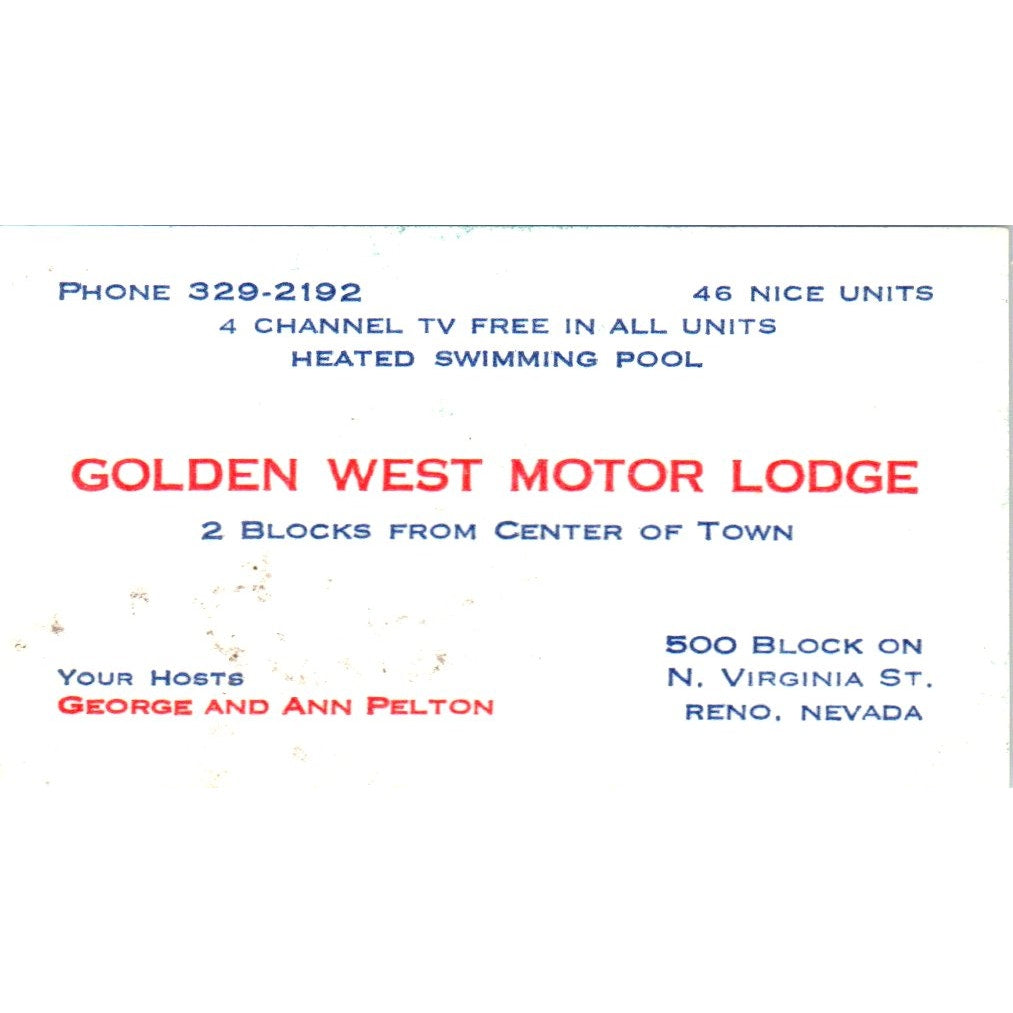 PHONE 329-2192 46 NICE UNITS
4 CHANNEL TV FREE IN ALL UNITS
HEATED SWIMMING POOL
GOLDEN WEST MOTOR LODGE
2 BLOCKS FROM CENTER OF TOWN
500 BLOCK ON
YOUR HOSTS N. VIRGINIA ST.
GEORGE AND ANN PELTON RENO, NEVADA